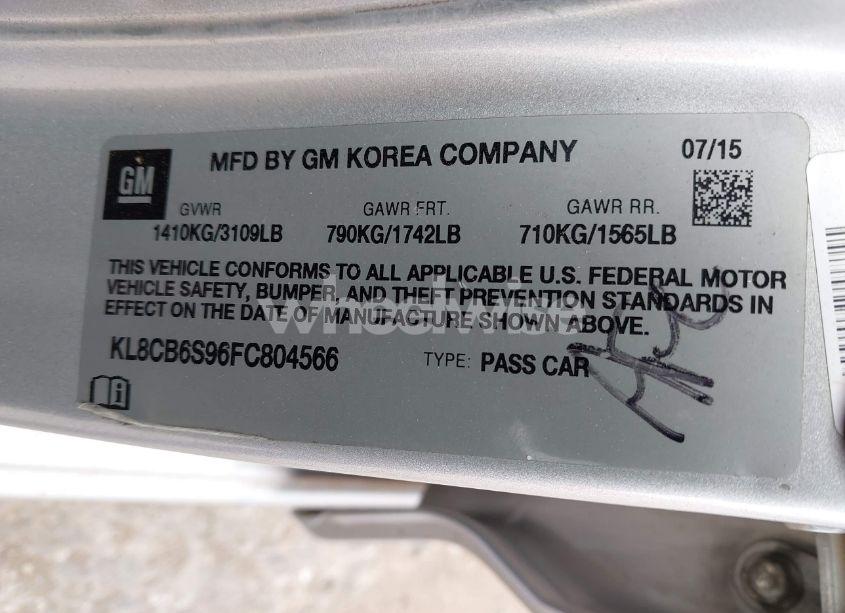 GM
MFD BY GM KOREA COMPANY 07/15
GVWR GAWR FRT. GAWR RR.
1410KG/3109LB 790KG/1742LB 710KG/1565LB
THIS VEHICLE CONFORMS TO ALL APPLICABLE U.S. FEDERAL MOTOR
VEHICLE SAFETY, BUMPER, AND THEFT PREVENTION STANDARDS IN
EFFECT ON THE DATE OF MANUFACTURE SHOWN ABOVE.
wheelwise
KL8CB6S96FC804566 TYPE: PASS CAR